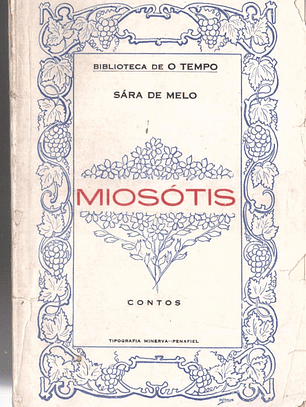 BIBLIOTECA DE O TEMPO
SÁRA DE MELO
MIOSÓTIS
CONTOS
TIPOGRAFIA MINERVA--PENAFIEL